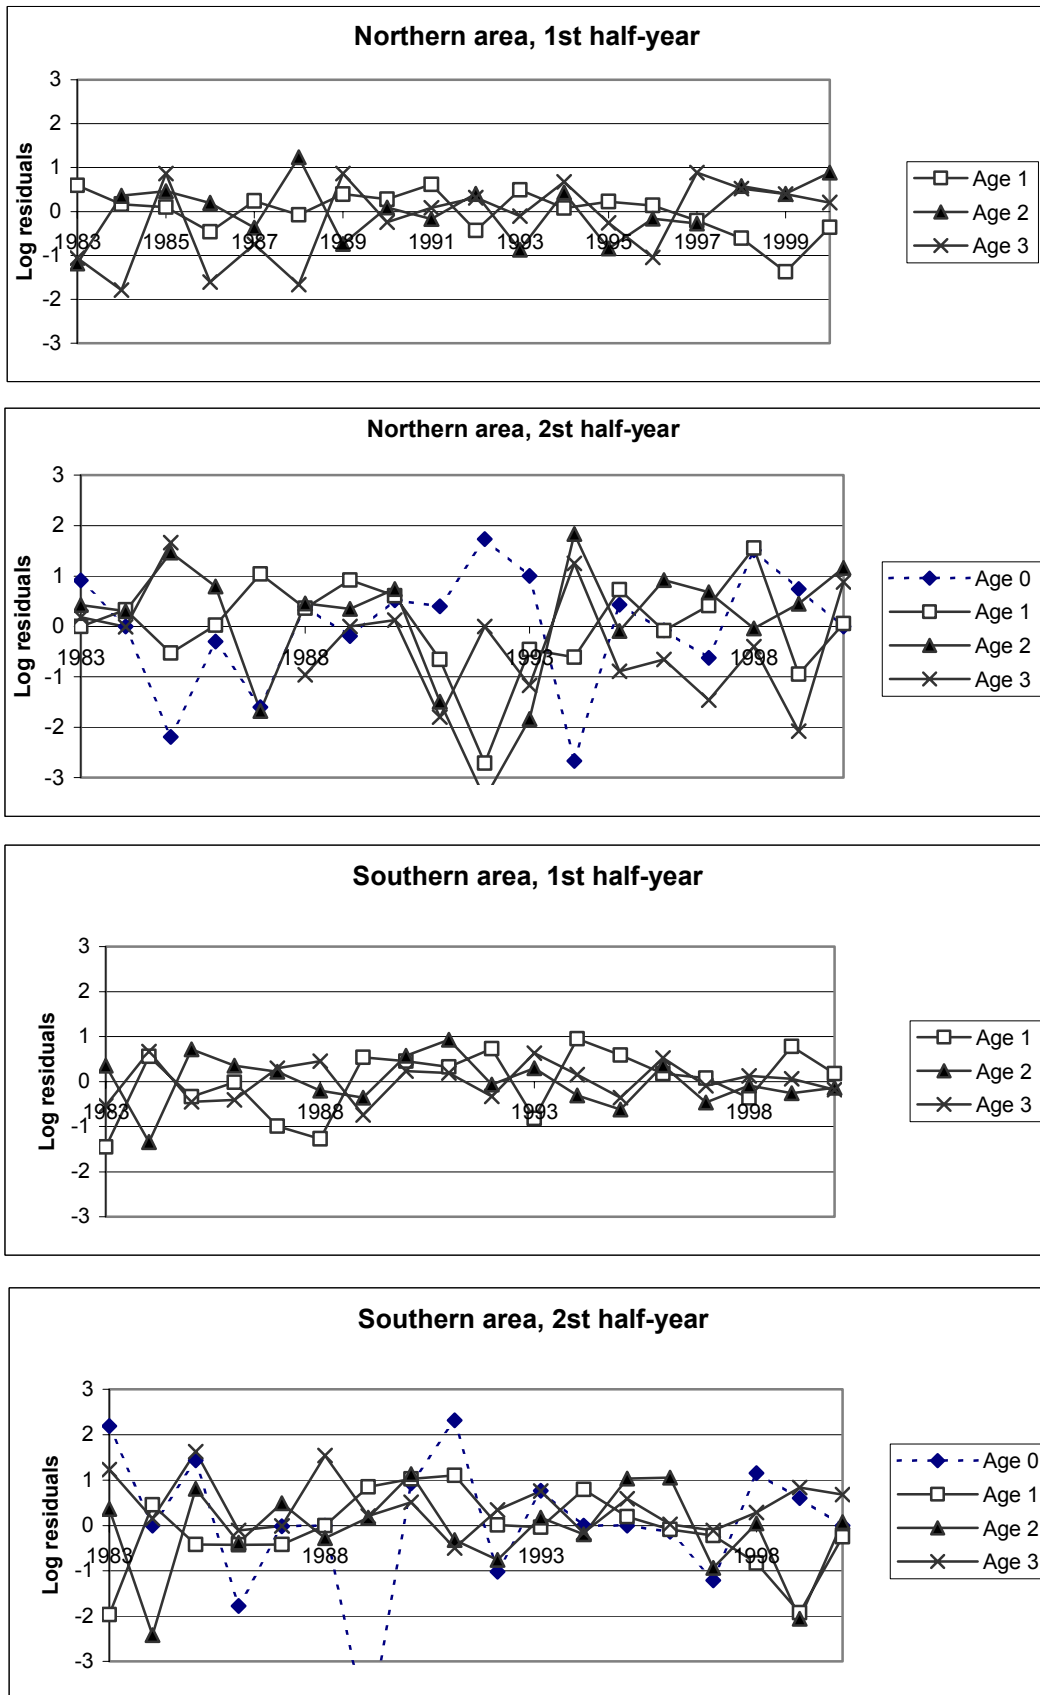 Northern area, 1st half-year
3
2
1
0
-1
-2
-3
Log residuals
1983 1985 1987 1989 1991 1993 1995 1997 1999
Age 1
Age 2
Age 3
Northern area, 2st half-year
3
2
1
0
-1
-2
-3
Log residuals
1983 1988 1993 1998
Age 0
Age 1
Age 2
Age 3
Southern area, 1st half-year
3
2
1
0
-1
-2
-3
Log residuals
1983 1988 1993 1998
Age 1
Age 2
Age 3
Southern area, 2st half-year
3
2
1
0
-1
-2
-3
Log residuals
1983 1988 1993 1998
Age 0
Age 1
Age 2
Age 3